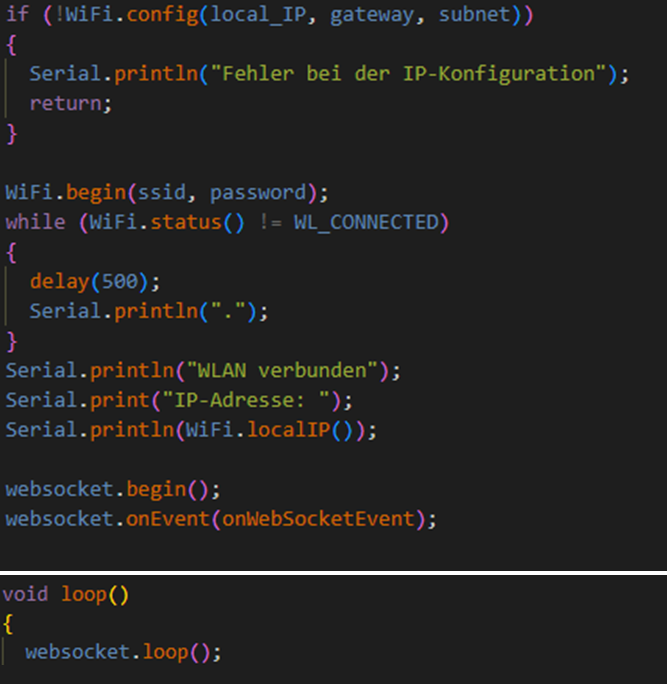 if (!WiFi.config(local_IP, gateway, subnet))
{
  Serial.println("Fehler bei der IP-Konfiguration");
  return;
}

WiFi.begin(ssid, password);
while (WiFi.status() != WL_CONNECTED)
{
  delay(500);
  Serial.println(".");
}
Serial.println("WLAN verbunden");
Serial.print("IP-Adresse: ");
Serial.println(WiFi.localIP());

websocket.begin();
websocket.onEvent(onWebSocketEvent);

void loop()
{
  websocket.loop();